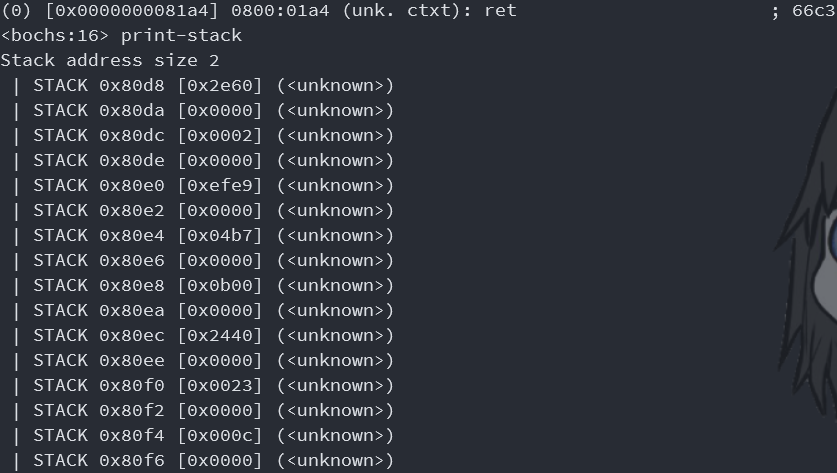 (0) [0x0000000081a4] 0800:01a4 (unk. ctxt): ret ; 66c3
<bochs:16> print-stack
Stack address size 2
| STACK 0x80d8 [0x2e60] (<unknown>)
| STACK 0x80da [0x0000] (<unknown>)
| STACK 0x80dc [0x0002] (<unknown>)
| STACK 0x80de [0x0000] (<unknown>)
| STACK 0x80e0 [0xefe9] (<unknown>)
| STACK 0x80e2 [0x0000] (<unknown>)
| STACK 0x80e4 [0x04b7] (<unknown>)
| STACK 0x80e6 [0x0000] (<unknown>)
| STACK 0x80e8 [0x0b00] (<unknown>)
| STACK 0x80ea [0x0000] (<unknown>)
| STACK 0x80ec [0x2440] (<unknown>)
| STACK 0x80ee [0x0000] (<unknown>)
| STACK 0x80f0 [0x0023] (<unknown>)
| STACK 0x80f2 [0x0000] (<unknown>)
| STACK 0x80f4 [0x000c] (<unknown>)
| STACK 0x80f6 [0x0000] (<unknown>)